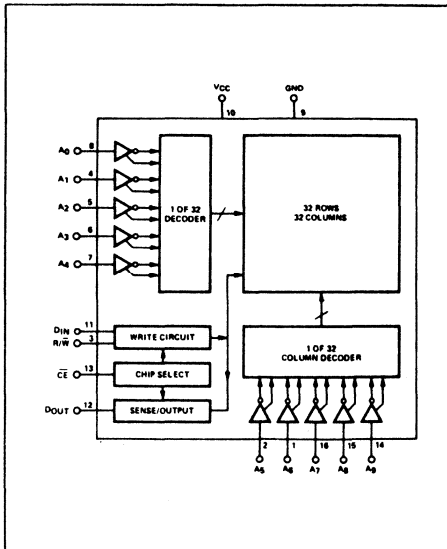 VCC GND
10 9
A0 8
A1 4
A2 5
A3 6
A4 7
1 OF 32
DECODER
32 ROWS
32 COLUMNS
DIN 11
R/W̅ 3
C̅E̅ 13
DOUT 12
WRITE CIRCUIT
CHIP SELECT
SENSE/OUTPUT
1 OF 32
COLUMN DECODER
2 1 16 15 14
A5 A6 A7 A8 A9